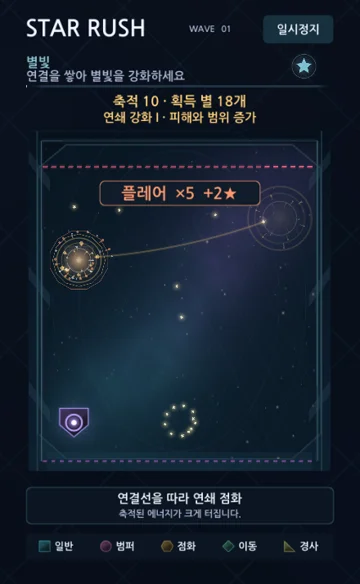 STAR RUSH
WAVE 01
일시정지
별빛
연결을 쌓아 별빛을 강화하세요
축적 10 · 획득 별 18개
연쇄 강화 I · 피해와 범위 증가
플레어 ×5 +2★
연결선을 따라 연쇄 점화
축적된 에너지가 크게 터집니다.
일반 범퍼 점화 이동 경사